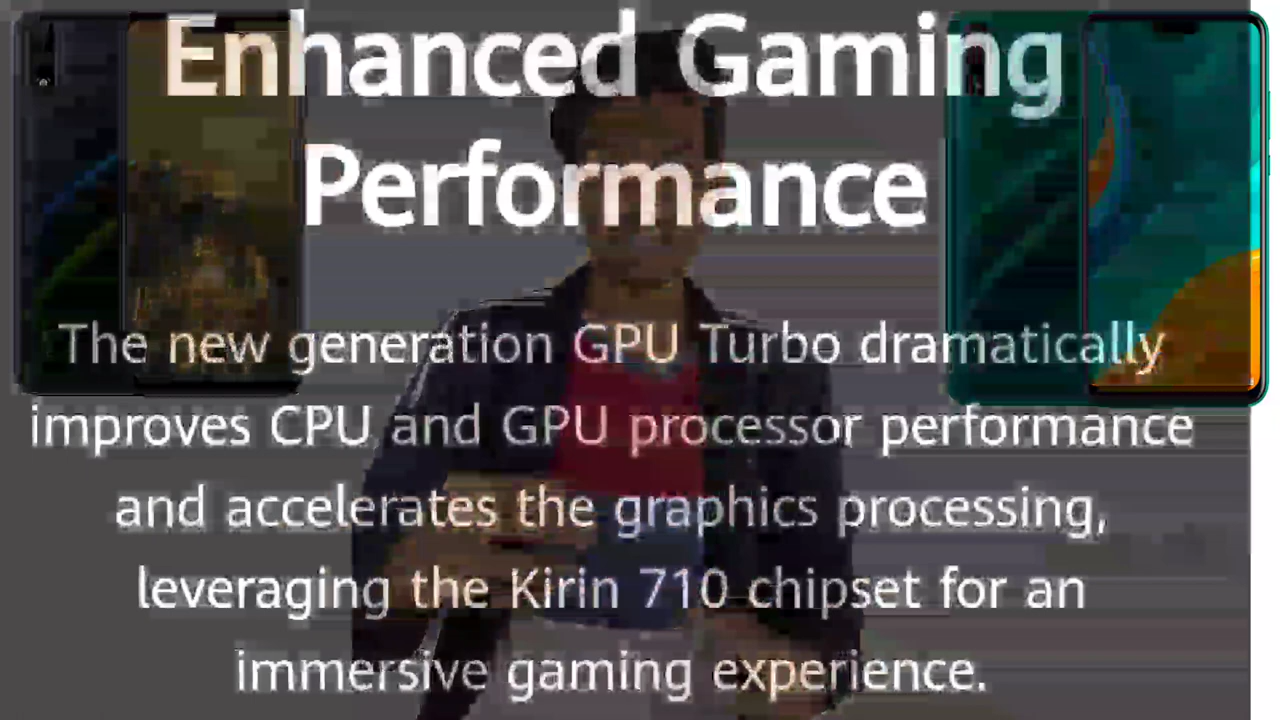 Enhanced Gaming
Performance
The new generation GPU Turbo dramatically
improves CPU and GPU processor performance
and accelerates the graphics processing,
leveraging the Kirin 710 chipset for an
immersive gaming experience.